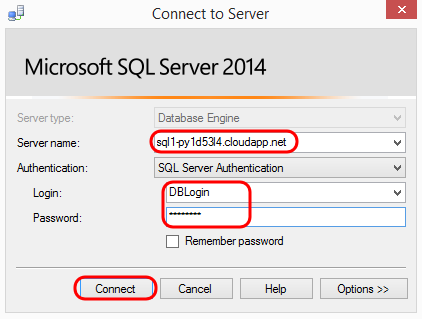 Connect to Server
Microsoft SQL Server 2014
Server type: Database Engine
Server name: sql1-py1d53l4.cloudapp.net
Authentication: SQL Server Authentication
Login: DBLogin
Password: ********
Remember password
Connect Cancel Help Options >>